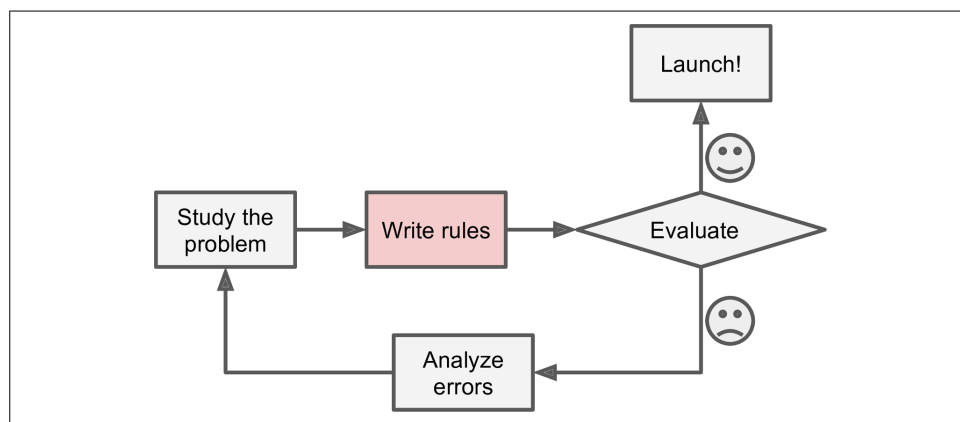 Launch!
Study the
problem
Write rules
Evaluate
Analyze
errors